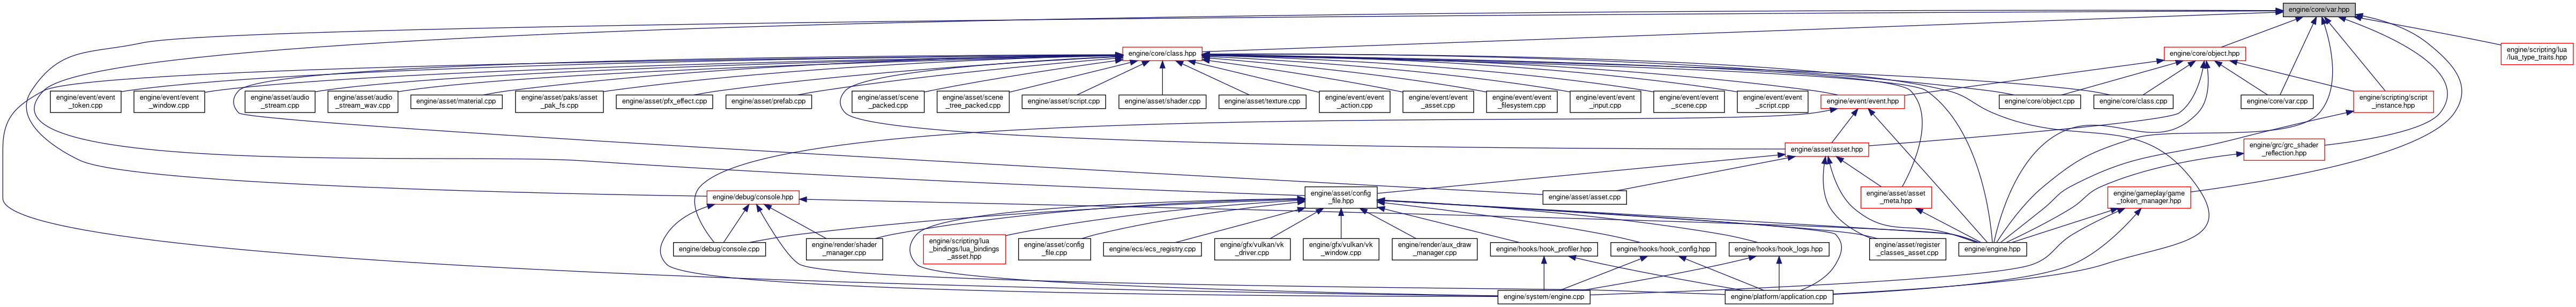 engine/core/var.hpp
engine/core/class.hpp
engine/core/object.hpp
engine/scripting/lua
/lua_type_traits.hpp
engine/event/event
_token.cpp
engine/event/event
_window.cpp
engine/asset/audio
_stream.cpp
engine/asset/audio
_stream_wav.cpp
engine/asset/material.cpp
engine/asset/paks/asset
_pak_fs.cpp
engine/asset/pfx_effect.cpp
engine/asset/prefab.cpp
engine/asset/scene
_packed.cpp
engine/asset/scene
_tree_packed.cpp
engine/asset/script.cpp
engine/asset/shader.cpp
engine/asset/texture.cpp
engine/event/event
_action.cpp
engine/event/event
_asset.cpp
engine/event/event
_filesystem.cpp
engine/event/event
_input.cpp
engine/event/event
_scene.cpp
engine/event/event
_script.cpp
engine/event/event.hpp
engine/core/object.cpp
engine/core/class.cpp
engine/core/var.cpp
engine/scripting/script
_instance.hpp
engine/asset/asset.hpp
engine/grc/grc_shader
_reflection.hpp
engine/debug/console.hpp
engine/asset/config
_file.hpp
engine/asset/asset.cpp
engine/asset/asset
_meta.hpp
engine/gameplay/game
_token_manager.hpp
engine/debug/console.cpp
engine/render/shader
_manager.cpp
engine/scripting/lua
_bindings/lua_bindings
_asset.hpp
engine/asset/config
_file.cpp
engine/ecs/ecs_registry.cpp
engine/gfx/vulkan/vk
_driver.cpp
engine/gfx/vulkan/vk
_window.cpp
engine/render/aux_draw
_manager.cpp
engine/hooks/hook_profiler.hpp
engine/hooks/hook_config.hpp
engine/hooks/hook_logs.hpp
engine/asset/register
_classes_asset.cpp
engine/engine.hpp
engine/system/engine.cpp
engine/platform/application.cpp